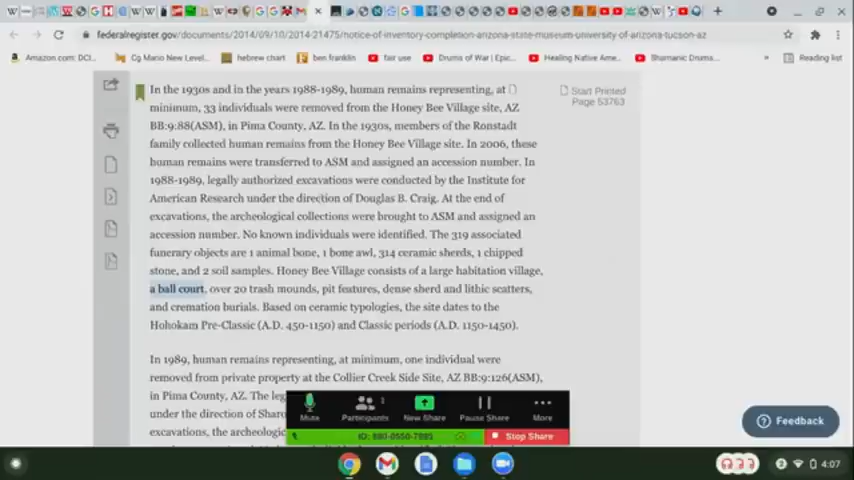 federalregister.gov/documents/2014/09/10/2014-21475/notice-of-inventory-completion-arizona-state-museum-university-of-arizona-tucson-az
Amazon.com: DCI...
Cg Mario New Level...
hebrew chart
ben franklin
fair use
Drums of War | Epic...
Healing Native Ame...
Shamanic Drums...
»
Reading list
In the 1930s and in the years 1988-1989, human remains representing, at
minimum, 33 individuals were removed from the Honey Bee Village site, AZ
BB:9:88(ASM), in Pima County, AZ. In the 1930s, members of the Ronstadt
family collected human remains from the Honey Bee Village site. In 2006, these
human remains were transferred to ASM and assigned an accession number. In
1988-1989, legally authorized excavations were conducted by the Institute for
American Research under the direction of Douglas B. Craig. At the end of
excavations, the archeological collections were brought to ASM and assigned an
accession number. No known individuals were identified. The 319 associated
funerary objects are 1 animal bone, 1 bone awl, 314 ceramic sherds, 1 chipped
stone, and 2 soil samples. Honey Bee Village consists of a large habitation village,
a ball court, over 20 trash mounds, pit features, dense sherd and lithic scatters,
and cremation burials. Based on ceramic typologies, the site dates to the
Hohokam Pre-Classic (A.D. 450-1150) and Classic periods (A.D. 1150-1450).
Start Printed
Page 53763
In 1989, human remains representing, at minimum, one individual were
removed from private property at the Collier Creek Side Site, AZ BB:9:126(ASM),
in Pima County, AZ. The leg
under the direction of Sharo
excavations, the archeologic
accession number. No know
Mute
Participants
1
New Share
Pause Share
More
Stop Share
Feedback
4:07